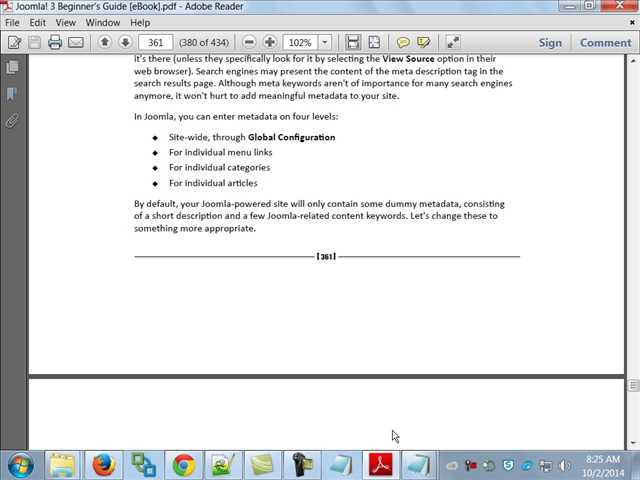 Joomla! 3 Beginner's Guide [eBook].pdf - Adobe Reader
File Edit View Window Help
361 (380 of 434) 102% Sign Comment
it's there (unless they specifically look for it by selecting the View Source option in their
web browser). Search engines may present the content of the meta description tag in the
search results page. Although meta keywords aren't of importance for many search engines
anymore, it won't hurt to add meaningful metadata to your site.
In Joomla, you can enter metadata on four levels:
◆ Site-wide, through Global Configuration
◆ For individual menu links
◆ For individual categories
◆ For individual articles
By default, your Joomla-powered site will only contain some dummy metadata, consisting
of a short description and a few Joomla-related content keywords. Let's change these to
something more appropriate.
[361]
8:25 AM
10/2/2014